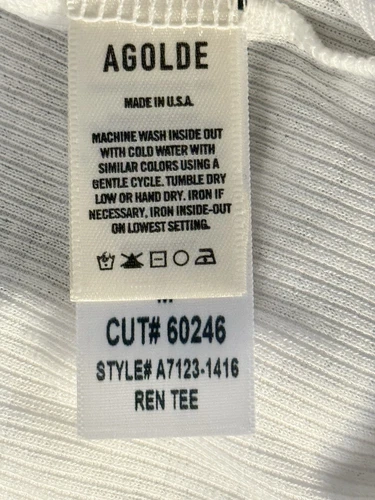 AGOLDE
MADE IN U.S.A.
MACHINE WASH INSIDE OUT
WITH COLD WATER WITH
SIMILAR COLORS USING A
GENTLE CYCLE. TUMBLE DRY
LOW OR HAND DRY. IRON IF
NECESSARY, IRON INSIDE-OUT
ON LOWEST SETTING.
CUT# 60246
STYLE# A7123-1416
REN TEE